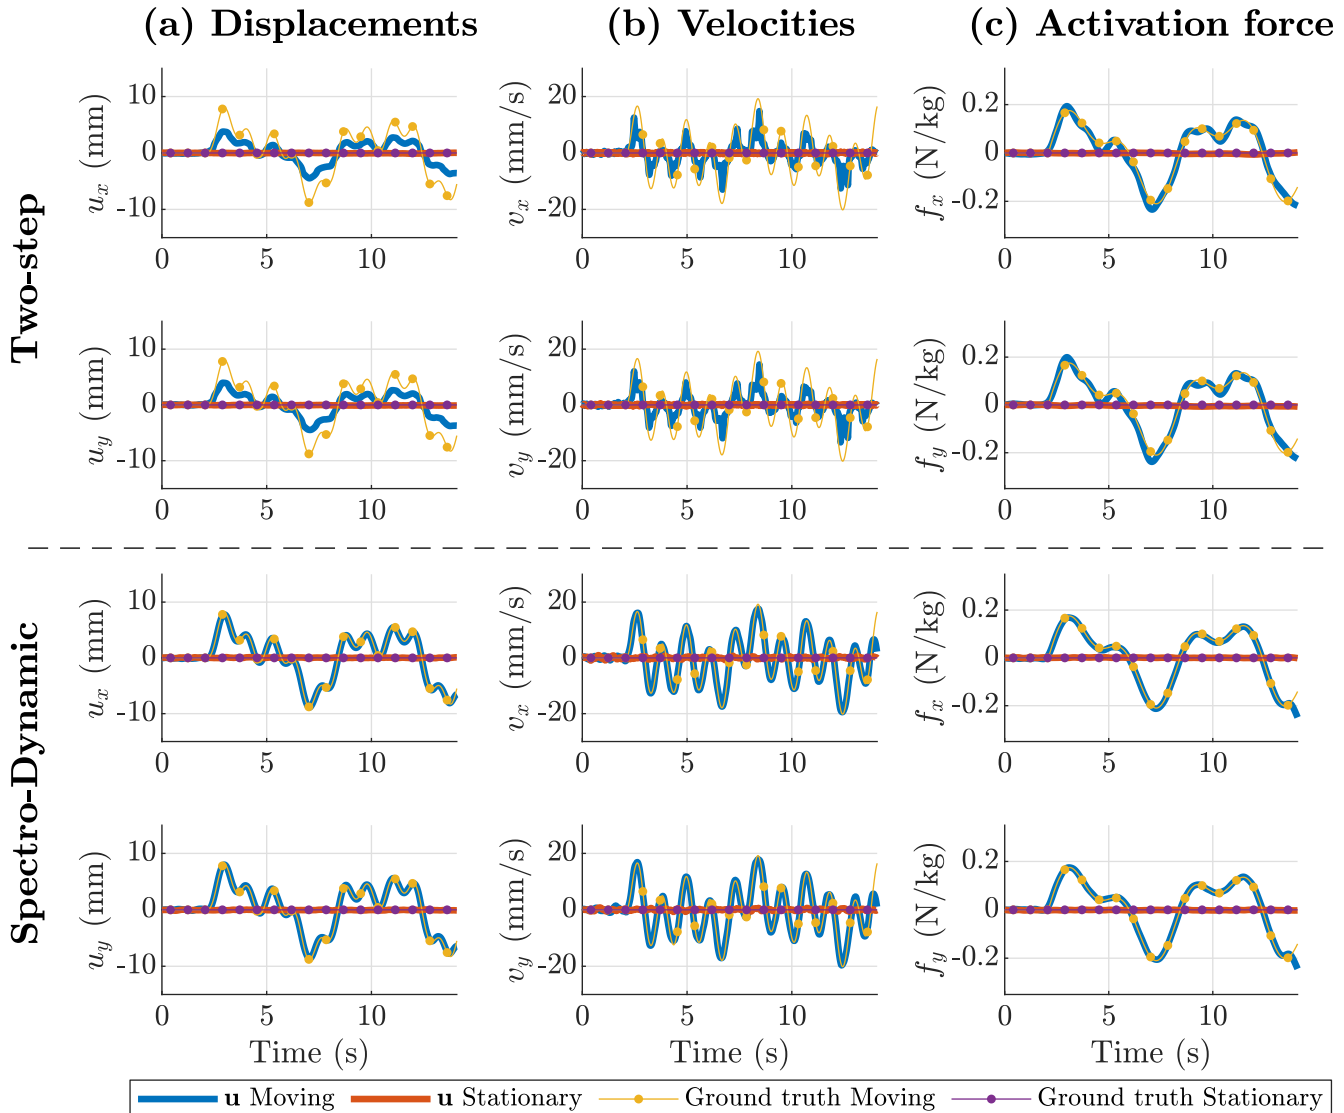 (a) Displacements (b) Velocities (c) Activation force
Two-step
10
0
-10
u_x (mm)
0 5 10
20
0
-20
v_x (mm/s)
0 5 10
0.2
0
-0.2
f_x (N/kg)
0 5 10
10
0
-10
u_y (mm)
0 5 10
20
0
-20
v_y (mm/s)
0 5 10
0.2
0
-0.2
f_y (N/kg)
0 5 10
Spectro-Dynamic
10
0
-10
u_x (mm)
0 5 10
20
0
-20
v_x (mm/s)
0 5 10
0.2
0
-0.2
f_x (N/kg)
0 5 10
10
0
-10
u_y (mm)
0 5 10
Time (s)
20
0
-20
v_y (mm/s)
0 5 10
Time (s)
0.2
0
-0.2
f_y (N/kg)
0 5 10
Time (s)
u Moving u Stationary Ground truth Moving Ground truth Stationary